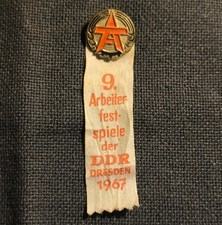 9.
Arbeiter
fest-
spiele
der
DDR
DRESDEN
1967